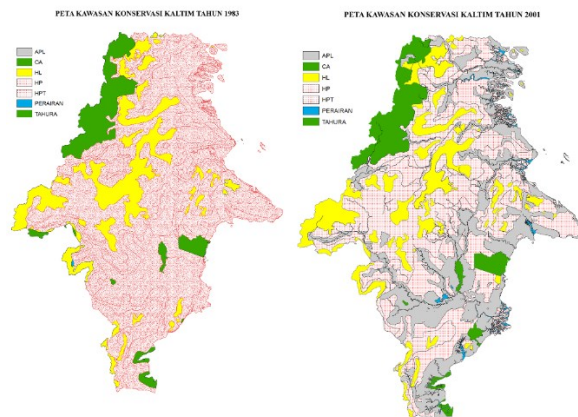 PETA KAWASAN KONSERVASI KALTIM TAHUN 1983
APL
CA
HL
HP
HPT
PERAIRAN
TAHURA
PETA KAWASAN KONSERVASI KALTIM TAHUN 2001
APL
CA
HL
HP
HPT
PERAIRAN
TAHURA